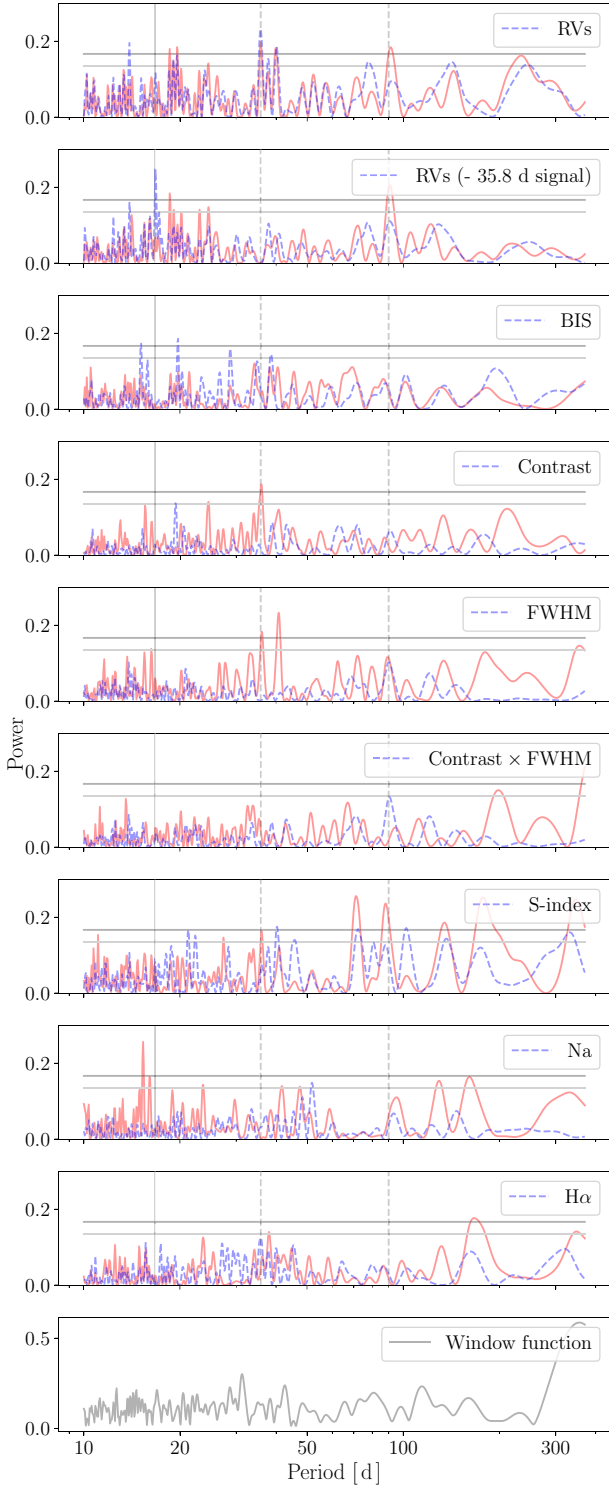 0.2
0.0
RVs
0.2
0.0
RVs (- 35.8 d signal)
0.2
0.0
BIS
0.2
0.0
Contrast
0.2
0.0
FWHM
0.2
0.0
Contrast × FWHM
0.2
0.0
S-index
0.2
0.0
Na
0.2
0.0
Hα
0.5
0.0
Window function
10 20 50 100 300
Period [d]
Power